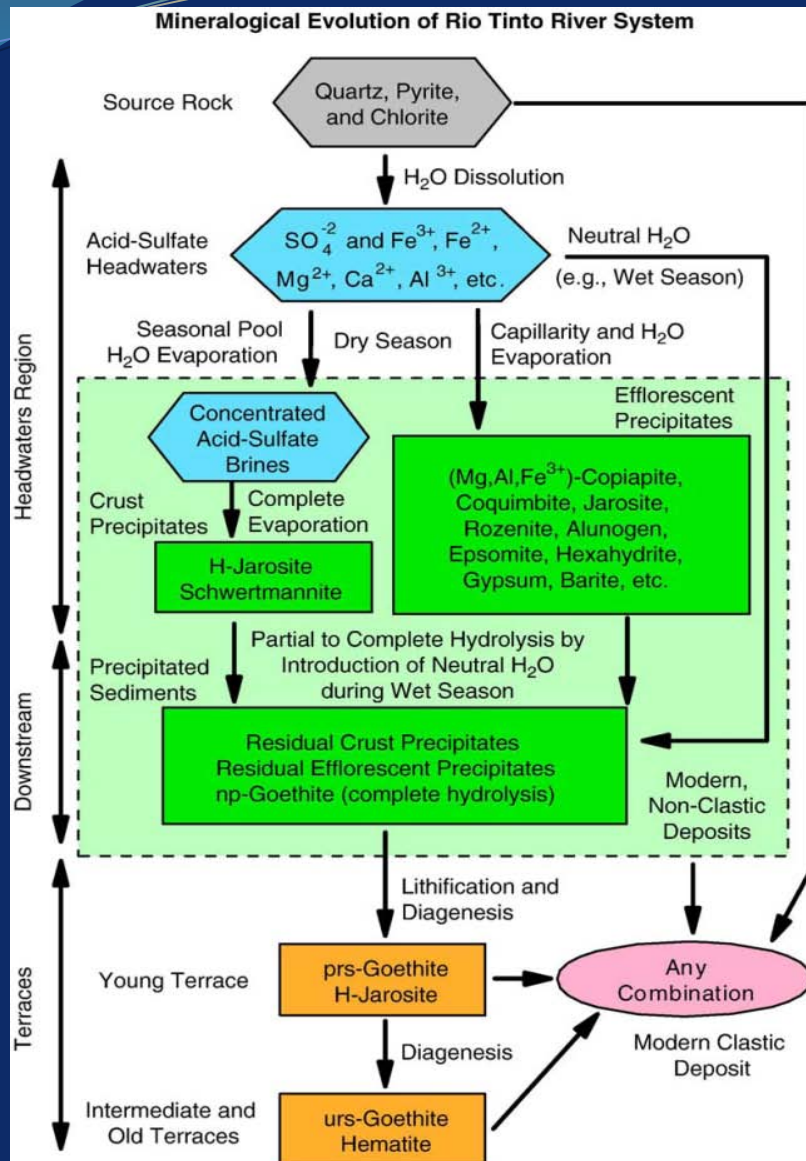 Mineralogical Evolution of Rio Tinto River System
Source Rock
Quartz, Pyrite,
and Chlorite
H₂O Dissolution
Headwaters Region
Acid-Sulfate
Headwaters
SO₄⁻² and Fe³⁺, Fe²⁺,
Mg²⁺, Ca²⁺, Al³⁺, etc.
Neutral H₂O
(e.g., Wet Season)
Seasonal Pool
H₂O Evaporation
Dry Season
Capillarity and H₂O
Evaporation
Efflorescent
Precipitates
Concentrated
Acid-Sulfate
Brines
(Mg,Al,Fe³⁺)-Copiapite,
Coquimbite, Jarosite,
Rozenite, Alunogen,
Epsomite, Hexahydrite,
Gypsum, Barite, etc.
Crust
Precipitates
Complete
Evaporation
H-Jarosite
Schwertmannite
Downstream
Precipitated
Sediments
Partial to Complete Hydrolysis by
Introduction of Neutral H₂O
during Wet Season
Residual Crust Precipitates
Residual Efflorescent Precipitates
np-Goethite (complete hydrolysis)
Modern,
Non-Clastic
Deposits
Terraces
Lithification and
Diagenesis
Young Terrace
prs-Goethite
H-Jarosite
Any
Combination
Modern Clastic
Deposit
Diagenesis
Intermediate and
Old Terraces
urs-Goethite
Hematite